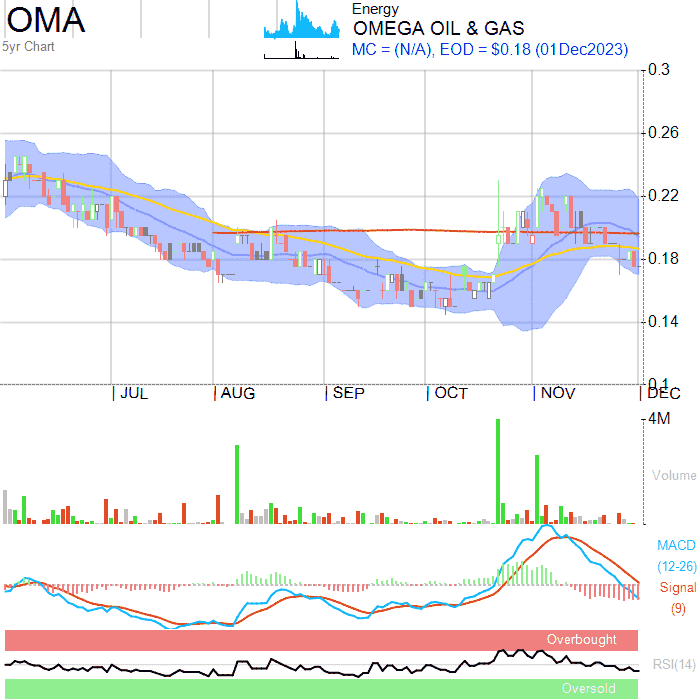 OMA
5yr Chart
Energy
OMEGA OIL & GAS
MC = (N/A), EOD = $0.18 (01Dec2023)
0.3
0.26
0.22
0.18
0.14
0.1
JUL AUG SEP OCT NOV DEC
4M
Volume
MACD
(12-26)
Signal
(9)
Overbought
RSI(14)
Oversold